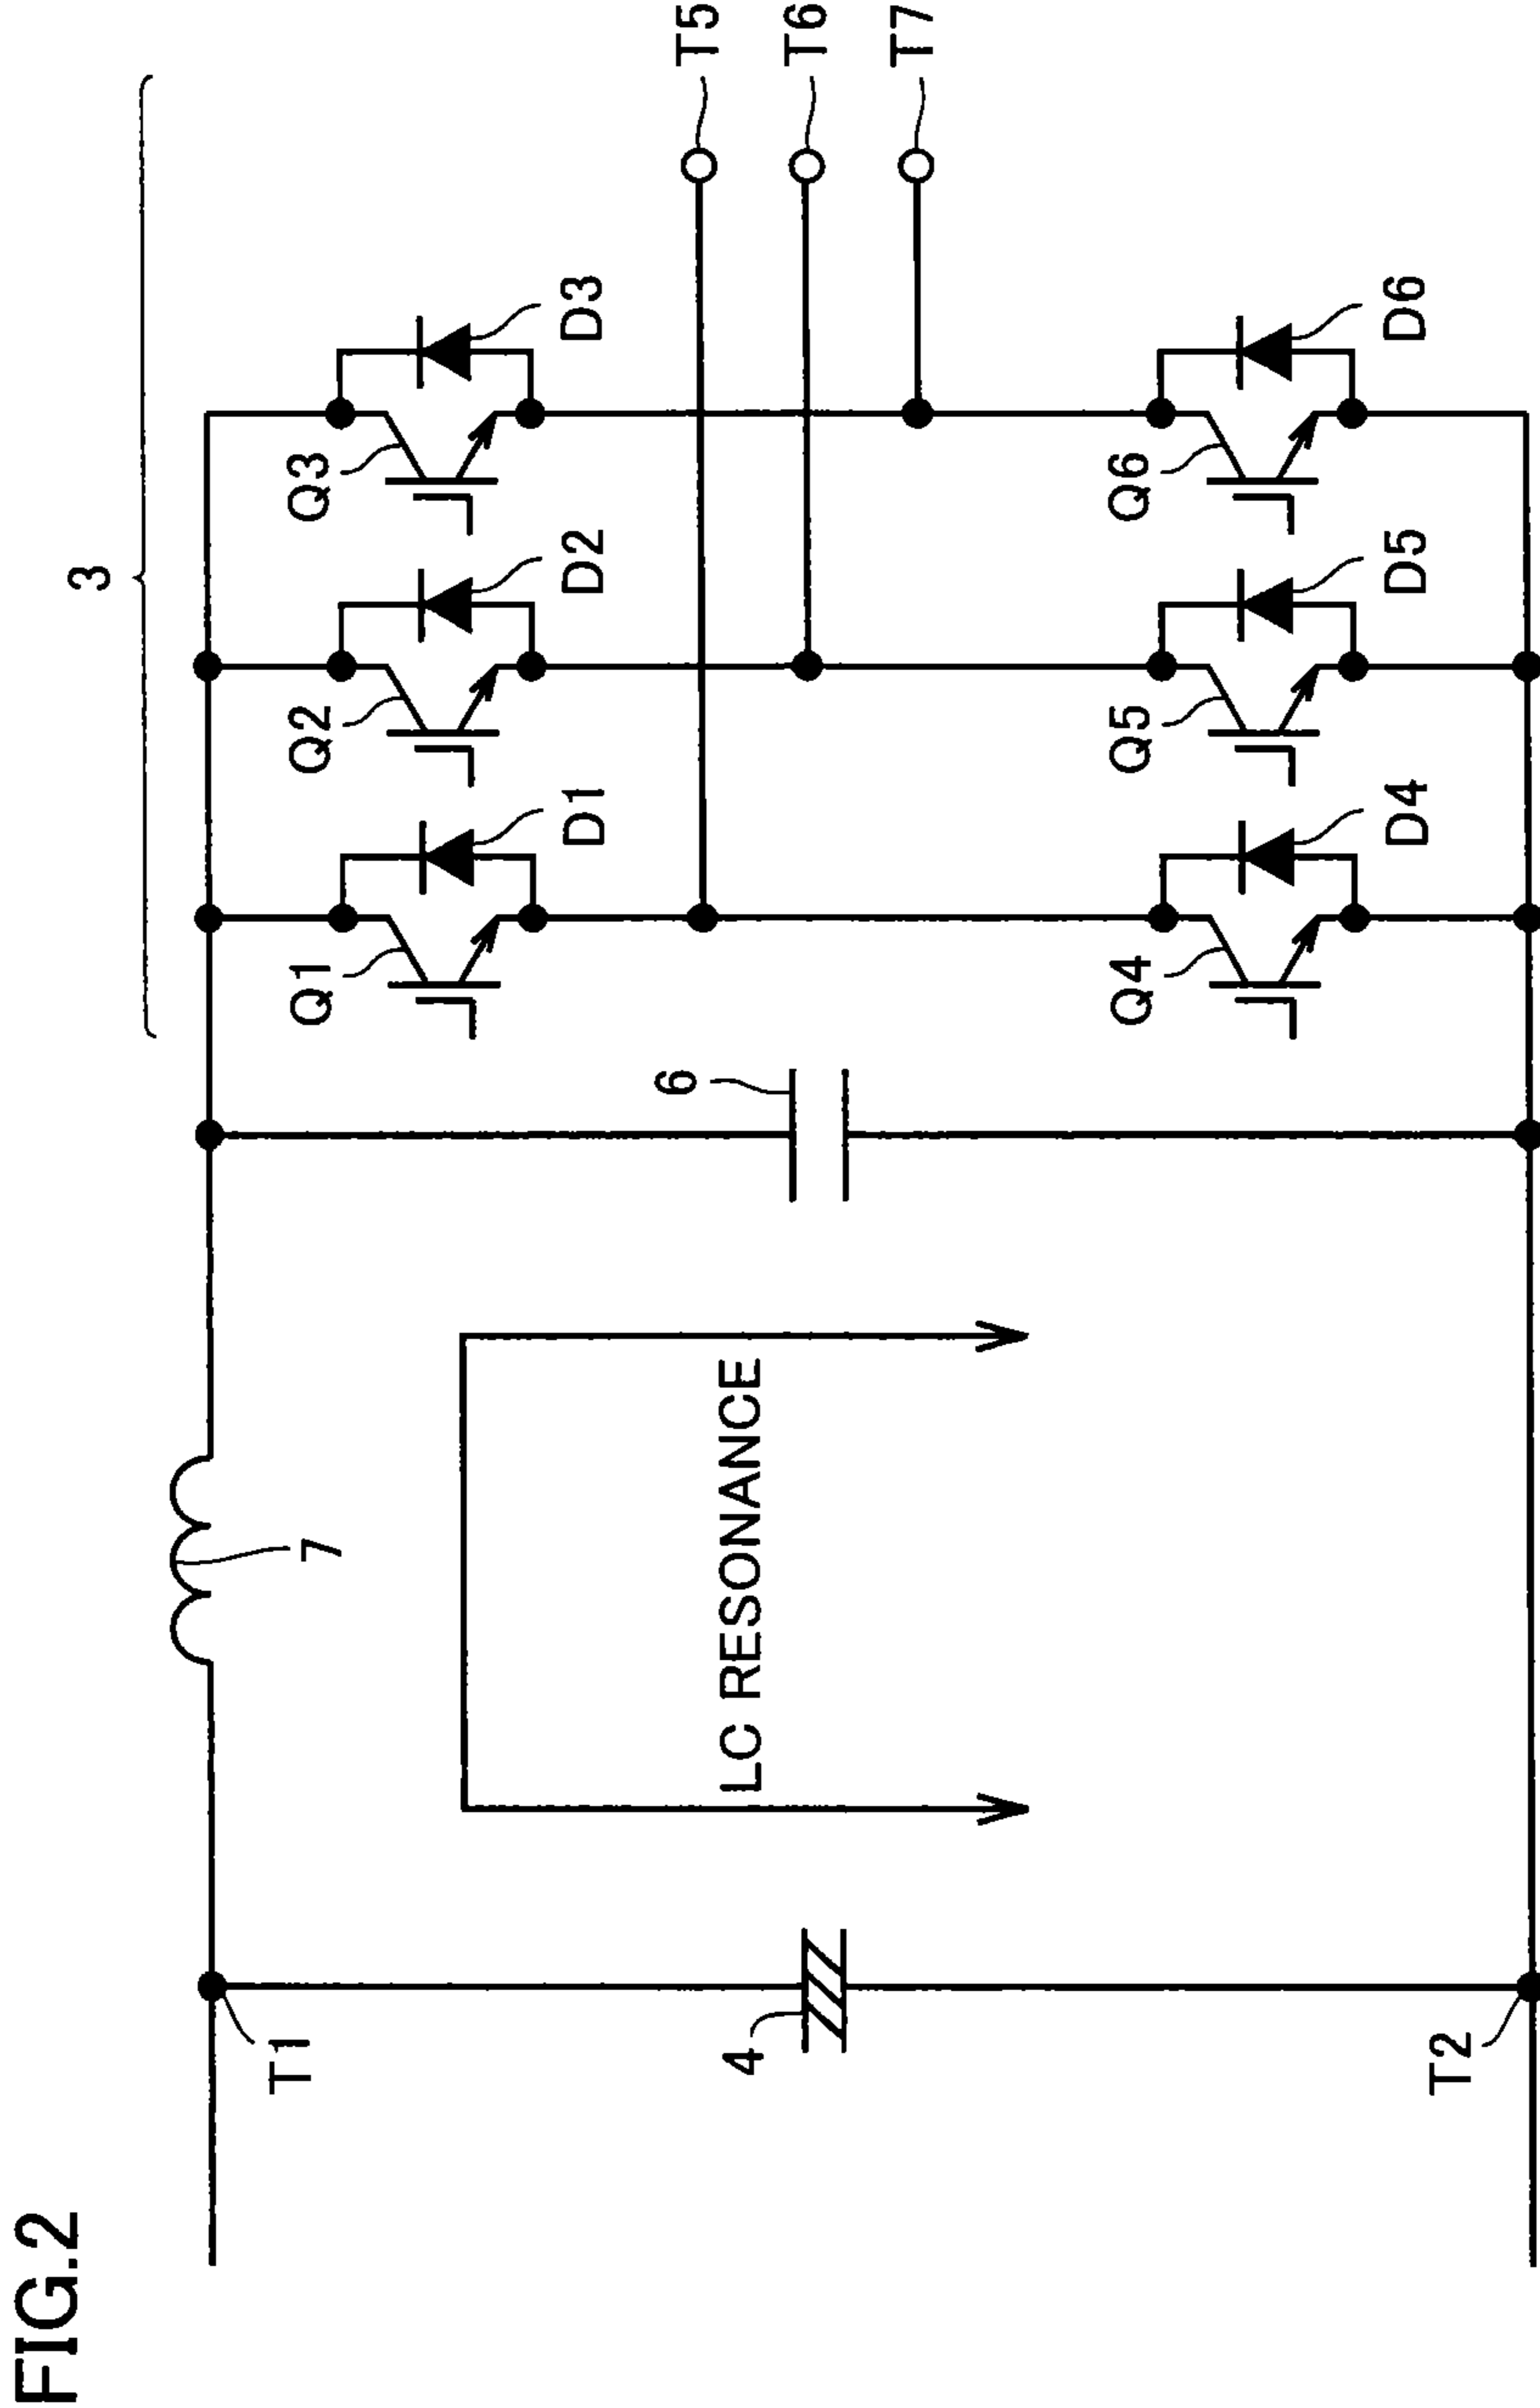 FIG.2
3
T1
7
Q1
D1
Q2
D2
Q3
D3
T5
T6
T7
4
LC RESONANCE
6
T2
Q4
D4
Q5
D5
Q6
D6